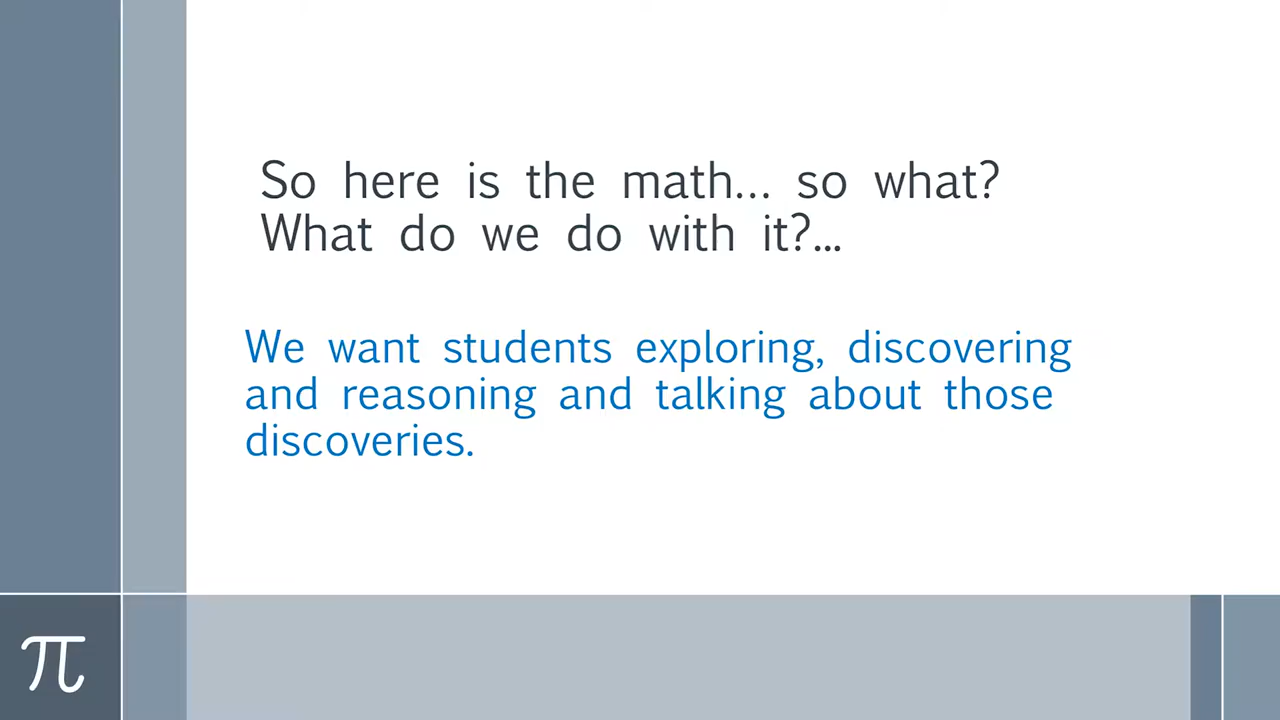 So here is the math... so what?
What do we do with it?...
We want students exploring, discovering
and reasoning and talking about those
discoveries.
π